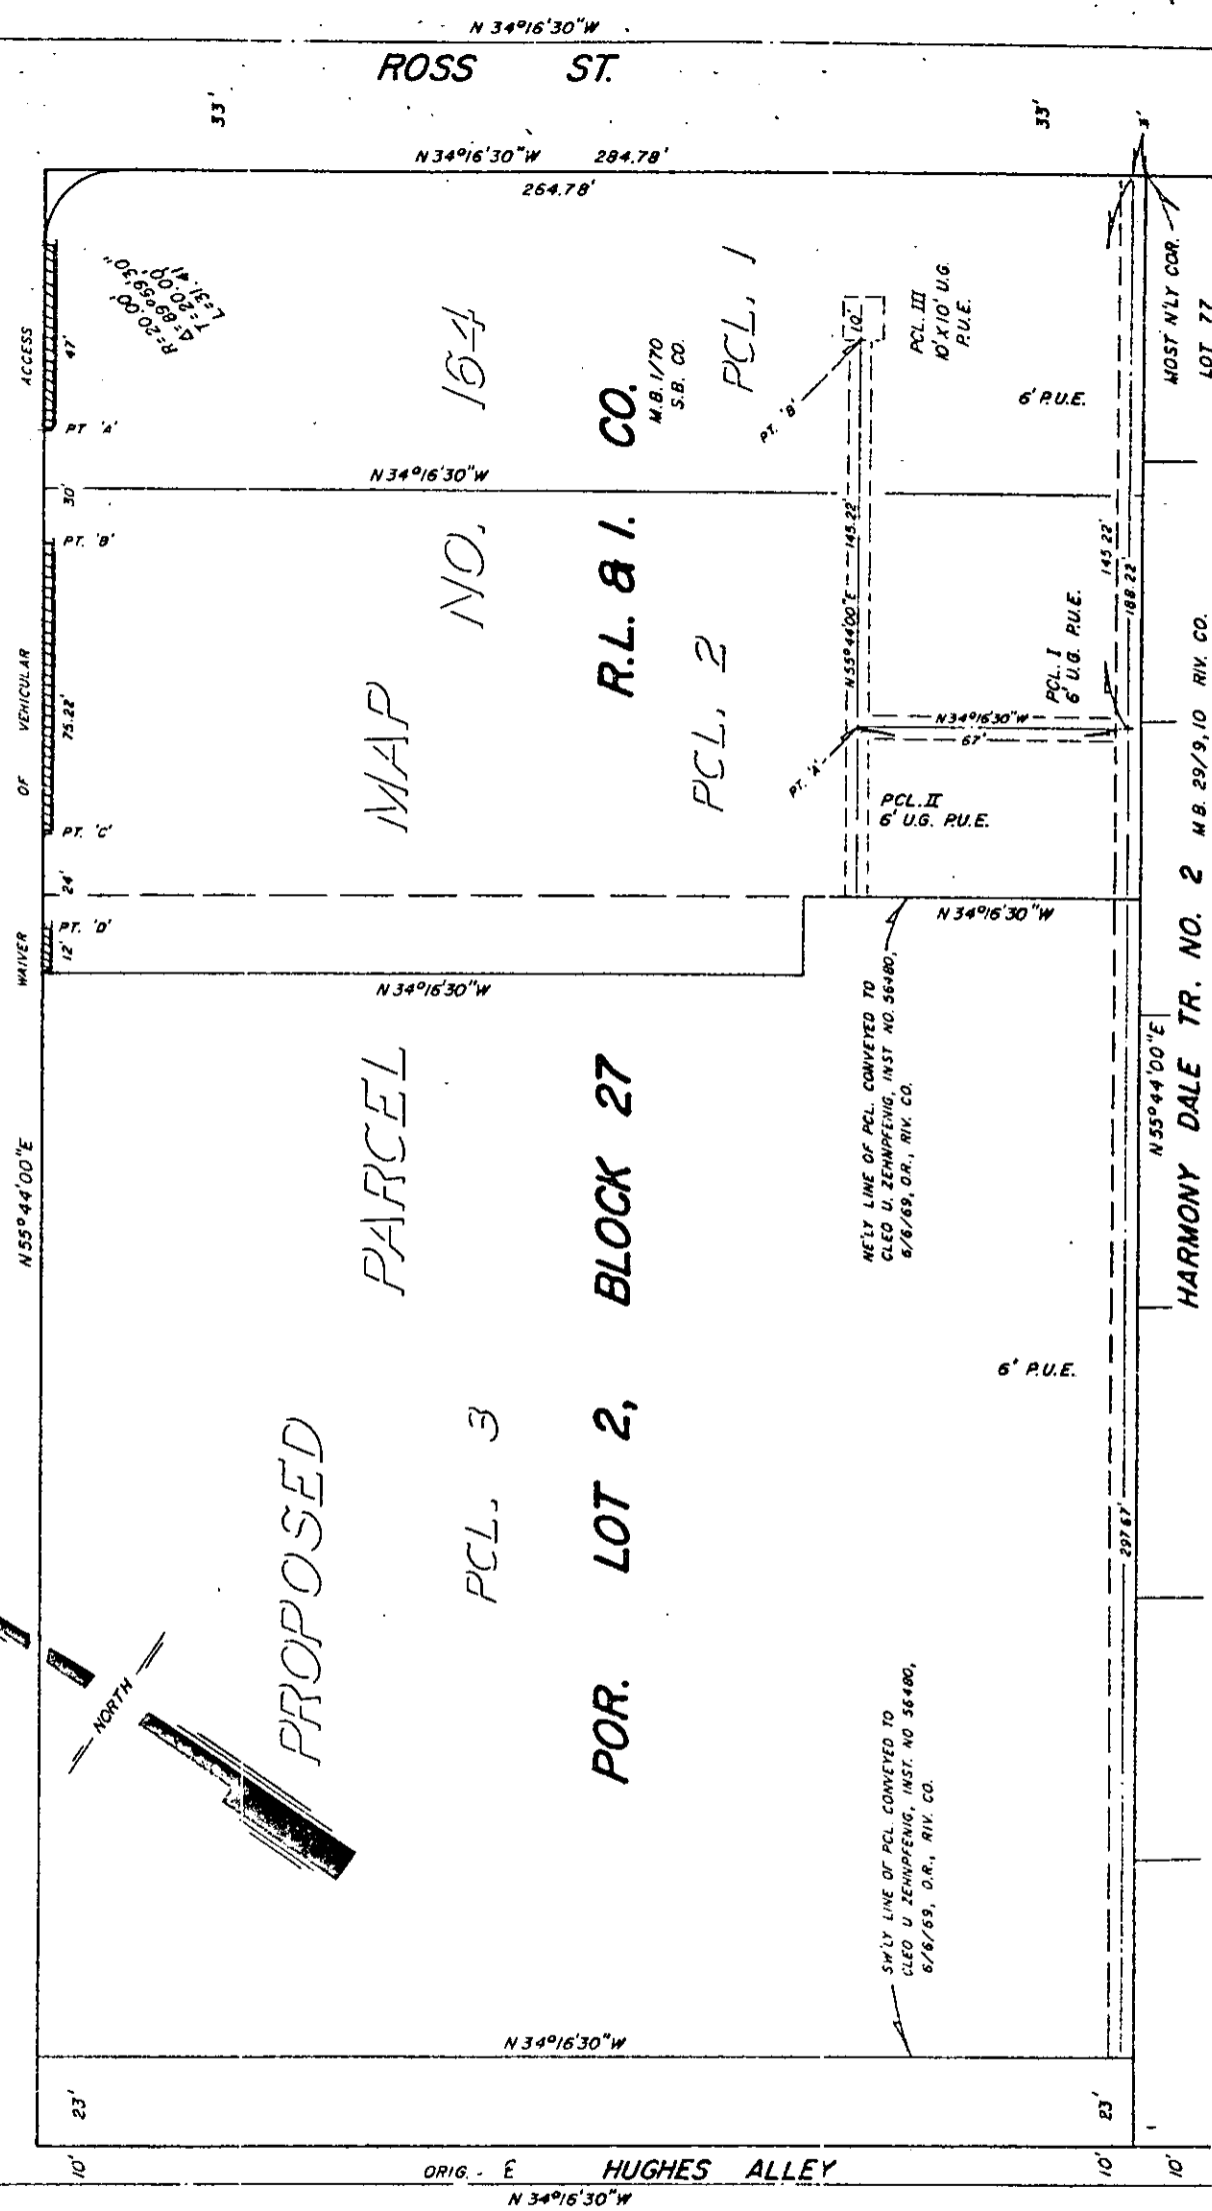 N 34°16'30"W
ROSS ST.
33'
33'
3'
N34°16'30"W 284.78'
264.78'
R=20.00'
Δ=89°59'30"
T=20.00'
L=31.41'
ACCESS
47'
PT. 'A'
30'
PT. 'B'
OF VEHICULAR
75.22'
PT. 'C'
24'
PT. 'D'
12'
WAIVER
N55°44'00"E
N34°16'30"W
N34°16'30"W
PROPOSED PARCEL MAP NO. 164
PCL. 1
PCL. 2
PCL. 3
POR. LOT 2, BLOCK 27 R.L. & I. CO.
M.B. 1/70
S.B. CO.
PT. 'B'
10'
PCL. III
10' X 10' U.G.
P.U.E.
6' P.U.E.
MOST N'LY COR.
LOT 77
N55°44'00"E 145.22'
145.22'
188.22'
PCL. I
6' U.G. P.U.E.
N34°16'30"W
67'
PT. 'A'
PCL. II
6' U.G. P.U.E.
N34°16'30"W
NE'LY LINE OF PCL. CONVEYED TO
CLEO U. ZEHNPFENIG, INST NO. 56480,
6/6/69, O.R., RIV. CO.
N55°44'00"E
HARMONY DALE TR. NO. 2 M B. 29/9,10 RIV. CO.
6' P.U.E.
297.67'
NORTH
SW'LY LINE OF PCL. CONVEYED TO
CLEO U ZEHNPFENIG, INST. NO 56480,
6/6/69, O.R., RIV. CO.
N34°16'30"W
23'
23'
10'
10'
10'
ORIG. - ℄ HUGHES ALLEY
N 34°16'30"W